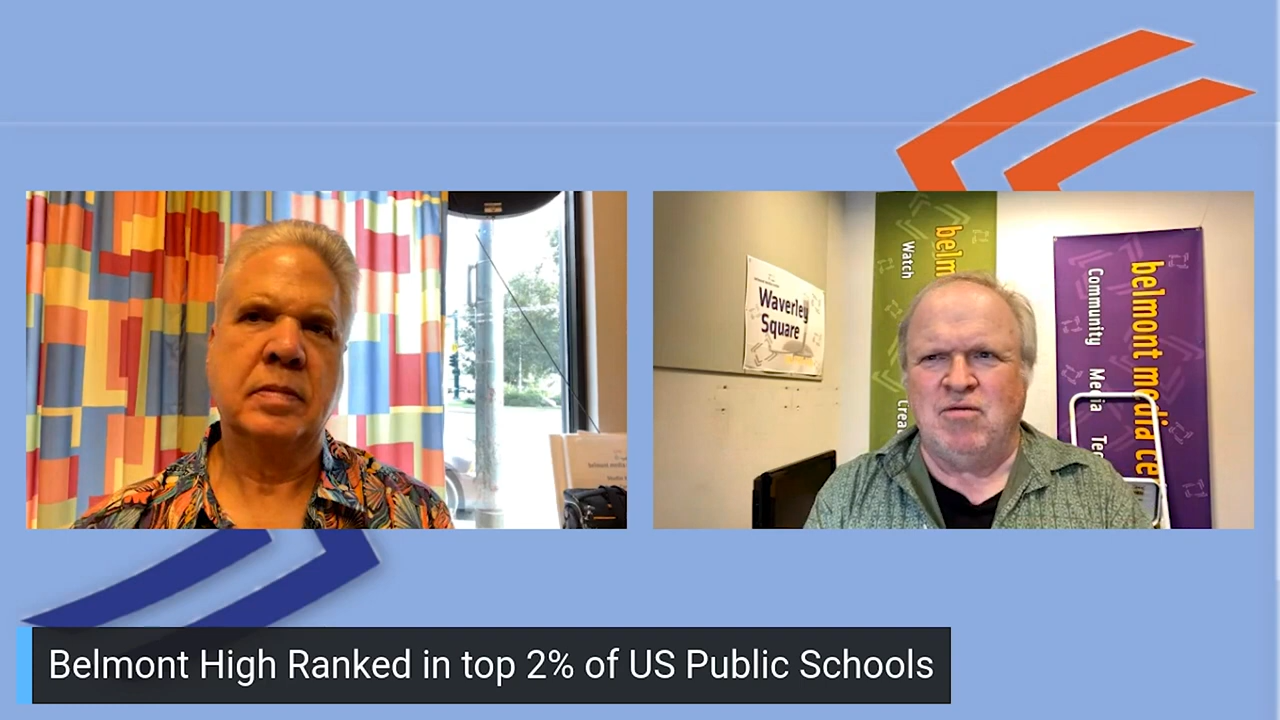 Waverley
Square
belm
Watch
Crea
belmont media ce
Community Media Tec
Belmont High Ranked in top 2% of US Public Schools